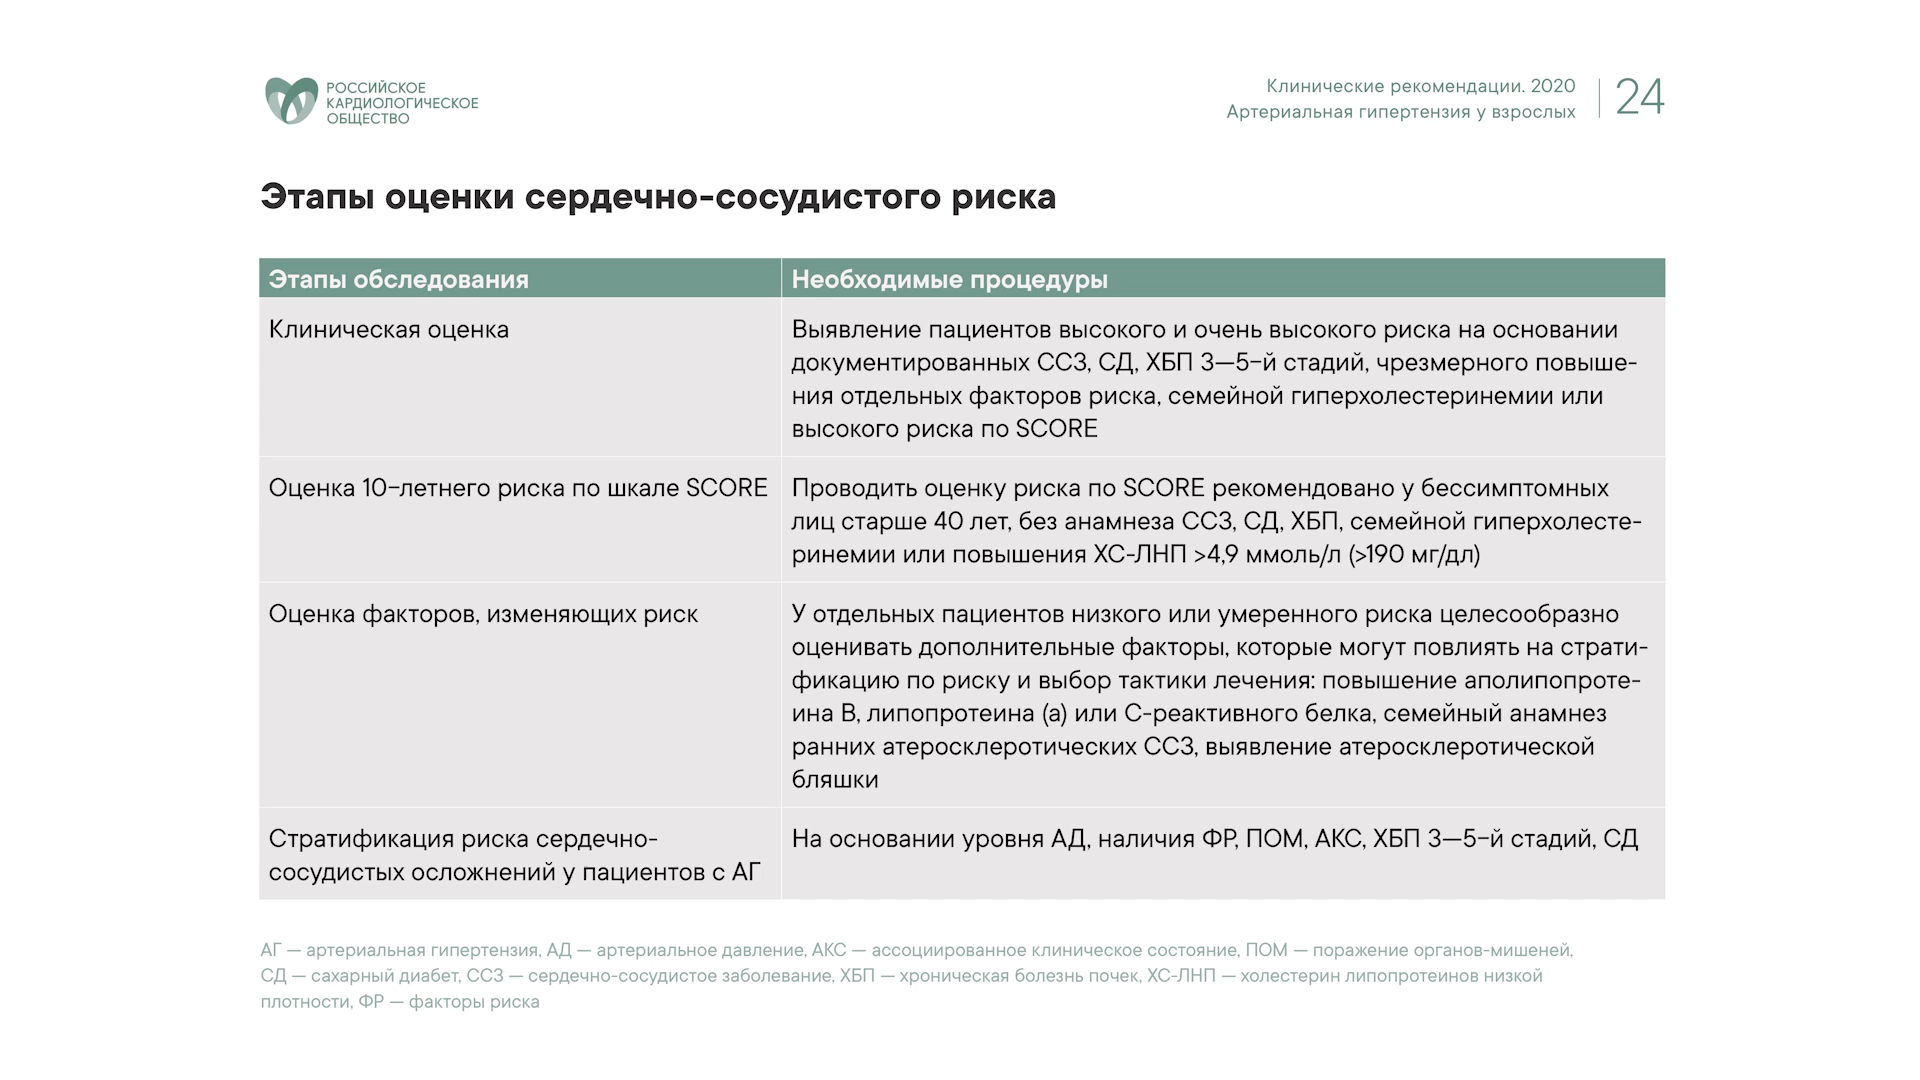 РОССИЙСКОЕ
КАРДИОЛОГИЧЕСКОЕ
ОБЩЕСТВО
Клинические рекомендации. 2020
Артериальная гипертензия у взрослых
24
Этапы оценки сердечно-сосудистого риска
Этапы обследования
Необходимые процедуры
Клиническая оценка
Выявление пациентов высокого и очень высокого риска на основании
документированных ССЗ, СД, ХБП 3—5-й стадий, чрезмерного повыше-
ния отдельных факторов риска, семейной гиперхолестеринемии или
высокого риска по SCORE
Оценка 10-летнего риска по шкале SCORE
Проводить оценку риска по SCORE рекомендовано у бессимптомных
лиц старше 40 лет, без анамнеза ССЗ, СД, ХБП, семейной гиперхолесте-
ринемии или повышения ХС-ЛНП >4,9 ммоль/л (>190 мг/дл)
Оценка факторов, изменяющих риск
У отдельных пациентов низкого или умеренного риска целесообразно
оценивать дополнительные факторы, которые могут повлиять на страти-
фикацию по риску и выбор тактики лечения: повышение аполипопроте-
ина В, липопротеина (а) или С-реактивного белка, семейный анамнез
ранних атеросклеротических ССЗ, выявление атеросклеротической
бляшки
Стратификация риска сердечно-
сосудистых осложнений у пациентов с АГ
На основании уровня АД, наличия ФР, ПОМ, АКС, ХБП 3—5-й стадий, СД
АГ — артериальная гипертензия, АД — артериальное давление, АКС — ассоциированное клиническое состояние, ПОМ — поражение органов-мишеней,
СД — сахарный диабет, ССЗ — сердечно-сосудистое заболевание, ХБП — хроническая болезнь почек, ХС-ЛНП — холестерин липопротеинов низкой
плотности, ФР — факторы риска